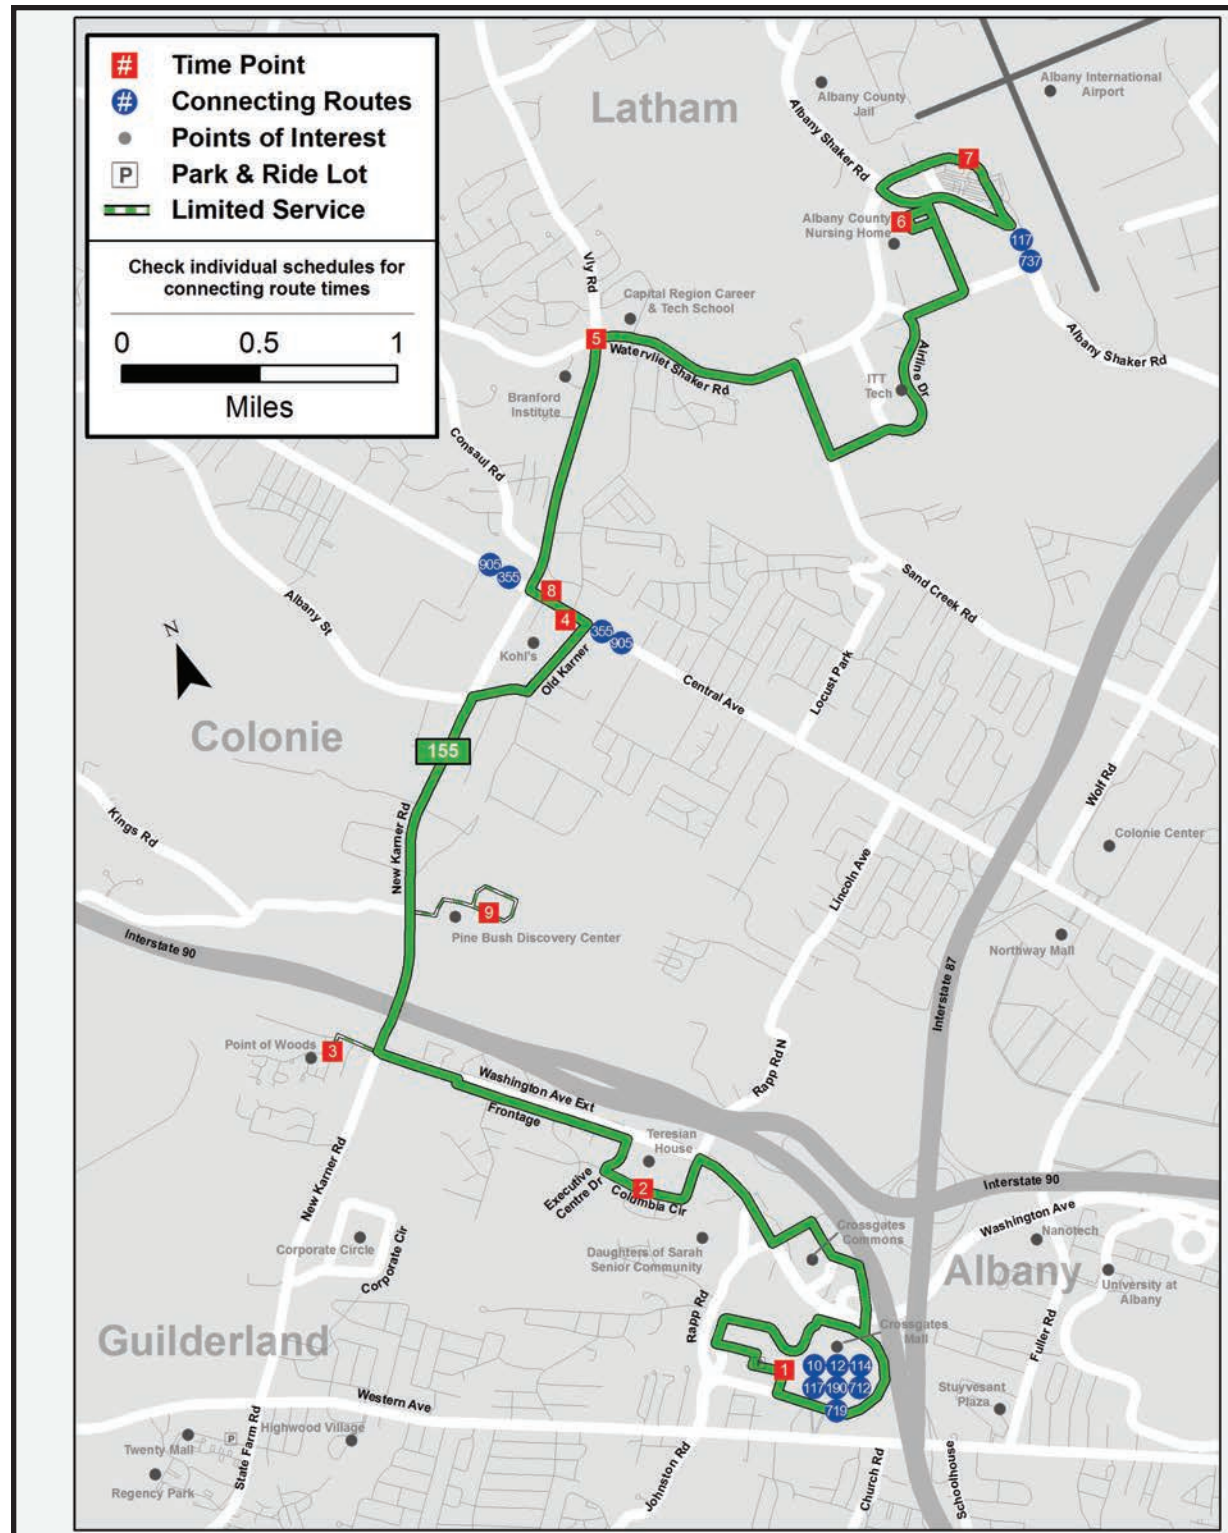 # Time Point
# Connecting Routes
Points of Interest
P Park & Ride Lot
Limited Service
Check individual schedules for
connecting route times
0 0.5 1
Miles
Latham
Albany County
Jail
Albany International
Airport
Albany Shaker Rd
7
Albany County
Nursing Home
6
117
737
Vly Rd
Capital Region Career
& Tech School
5
Watervliet Shaker Rd
Albany Shaker Rd
Airline Dr
ITT
Tech
Branford
Institute
Consaul Rd
905
355
8
4
355
905
Sand Creek Rd
Albany St
N
Kohl's
Old Karner
Central Ave
Locust Park
Colonie
155
Wolf Rd
Kings Rd
New Karner Rd
Colonie Center
Lincoln Ave
9
Pine Bush Discovery Center
Interstate 90
Northway Mall
Interstate 87
Point of Woods
3
Rapp Rd N
Washington Ave Ext
Frontage
Teresian
House
New Karner Rd
Executive
Centre Dr
2
Columbia Cir
Interstate 90
Washington Ave
Corporate Circle
Corporate Cir
Daughters of Sarah
Senior Community
Crossgates
Commons
Nanotech
Albany
University at
Albany
Rapp Rd
Guilderland
Crossgates
Mall
Fuller Rd
1
10 12 114
117 190 712
719
Stuyvesant
Plaza
Western Ave
Highwood Village
Twenty Mall
P
State Farm Rd
Regency Park
Johnston Rd
Church Rd
Schoolhouse